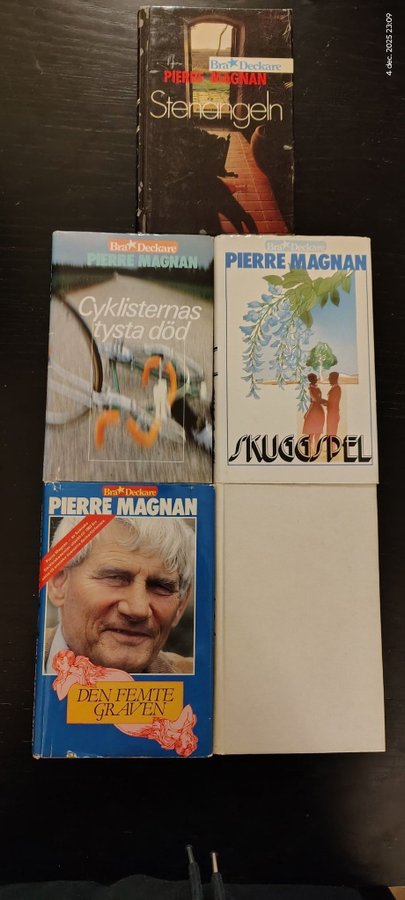 4 dec. 2025 23:09
Bra Deckare
PIERRE MAGNAN
Stenängeln
Bra Deckare
PIERRE MAGNAN
Cyklisternas
tysta död
Bra Deckare
PIERRE MAGNAN
SKUGGSPEL
Bra Deckare
PIERRE MAGNAN
DEN FEMTE
GRAVEN